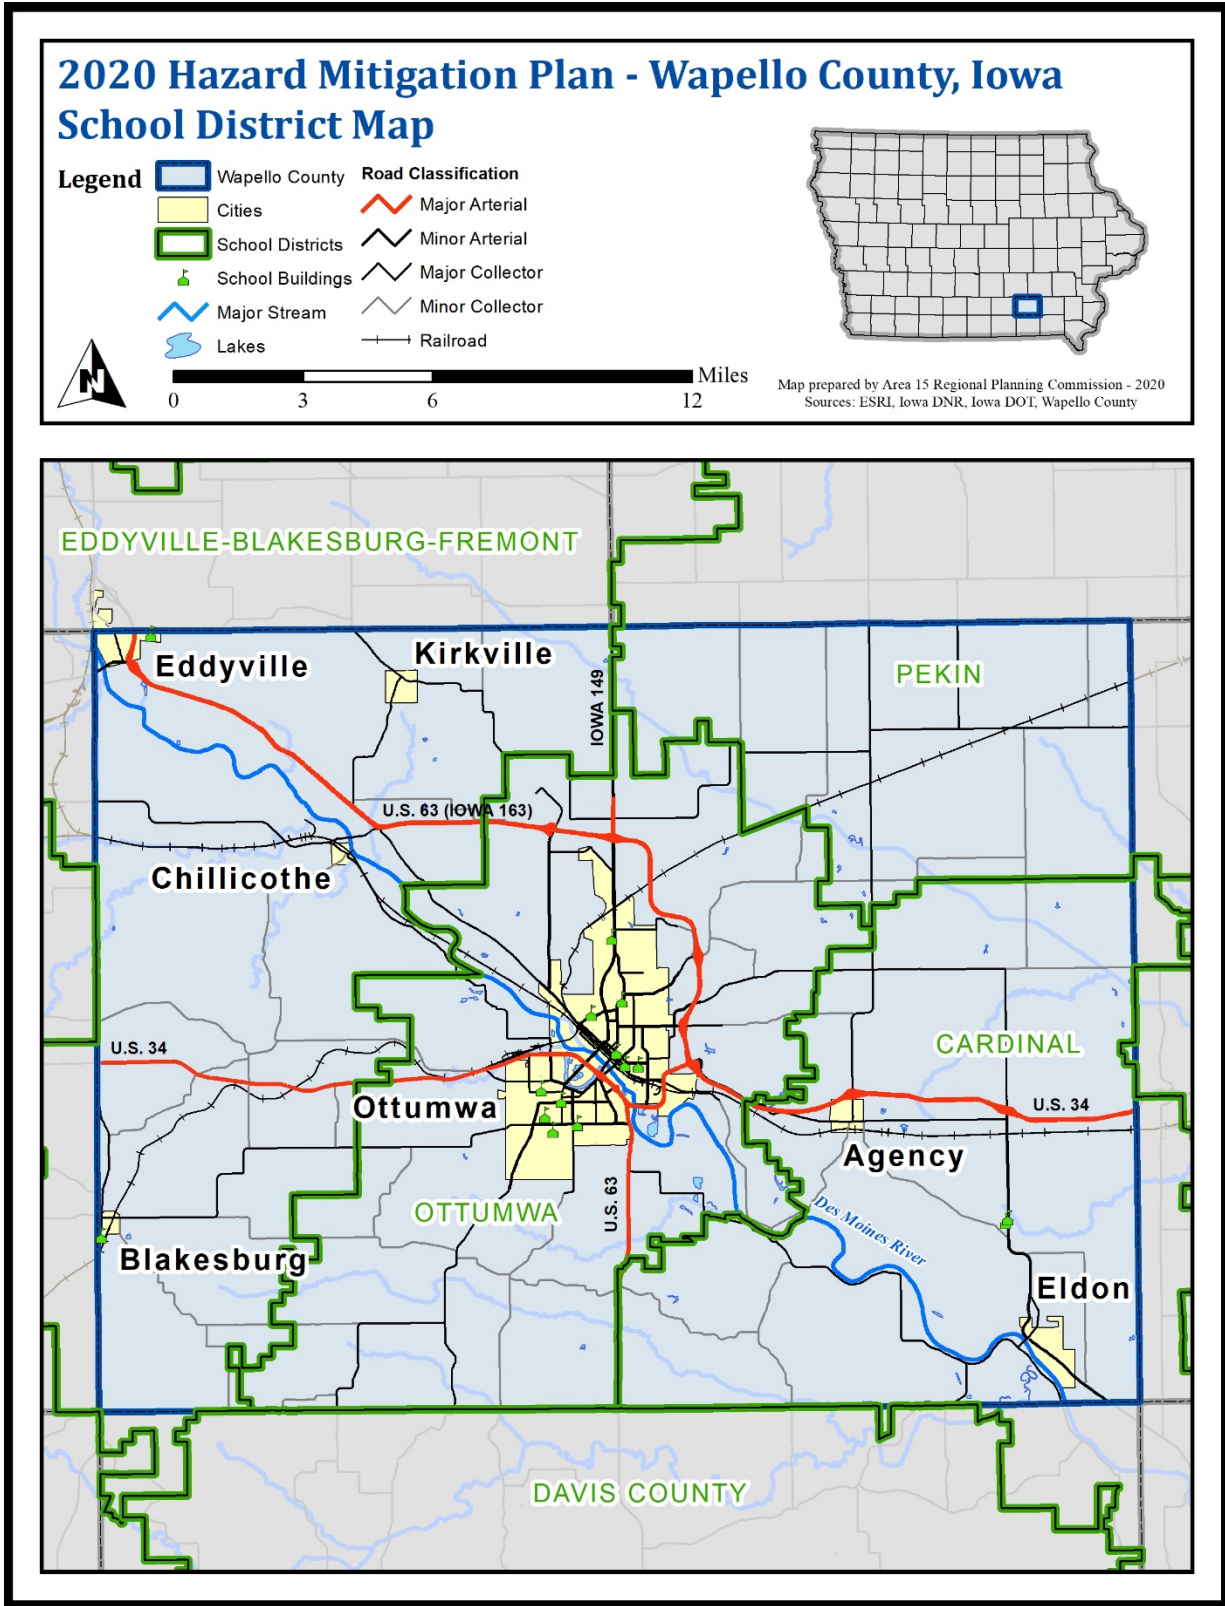 2020 Hazard Mitigation Plan - Wapello County, Iowa
School District Map
Legend
Wapello County
Cities
School Districts
School Buildings
Major Stream
Lakes
Road Classification
Major Arterial
Minor Arterial
Major Collector
Minor Collector
Railroad
N
Miles
0 3 6 12
Map prepared by Area 15 Regional Planning Commission - 2020
Sources: ESRI, Iowa DNR, Iowa DOT, Wapello County
EDDYVILLE-BLAKESBURG-FREMONT
Eddyville
Kirkville
IOWA 149
PEKIN
U.S. 63 (IOWA 163)
Chillicothe
U.S. 34
CARDINAL
Ottumwa
U.S. 34
Agency
OTTUMWA
U.S. 63
Des Moines River
Blakesburg
Eldon
DAVIS COUNTY